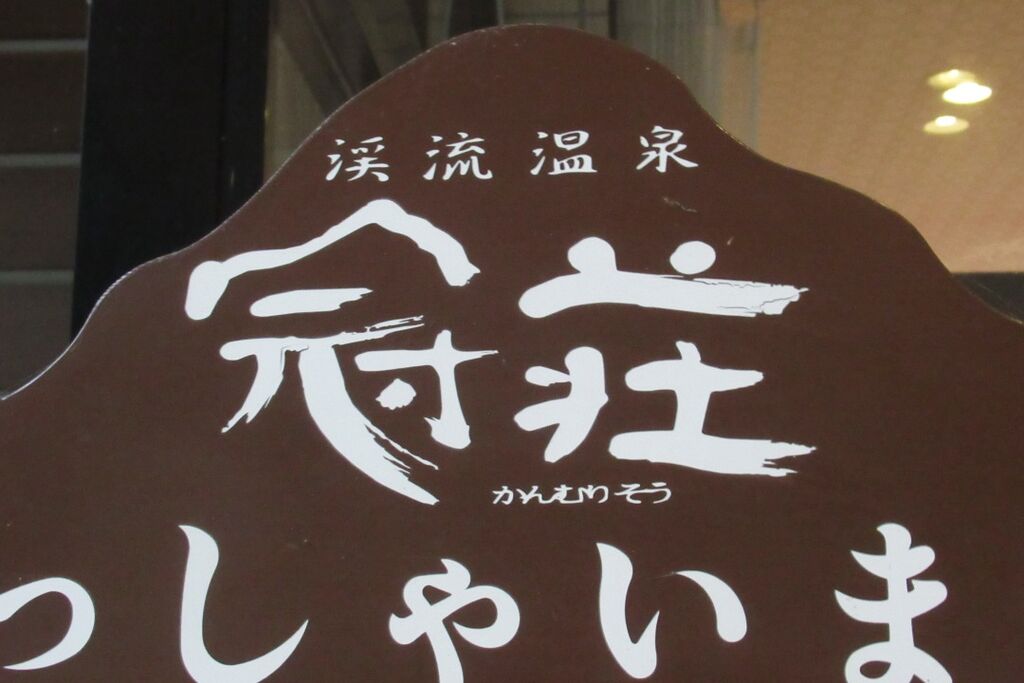 渓流温泉
冠荘
かんむりそう
っしゃいま